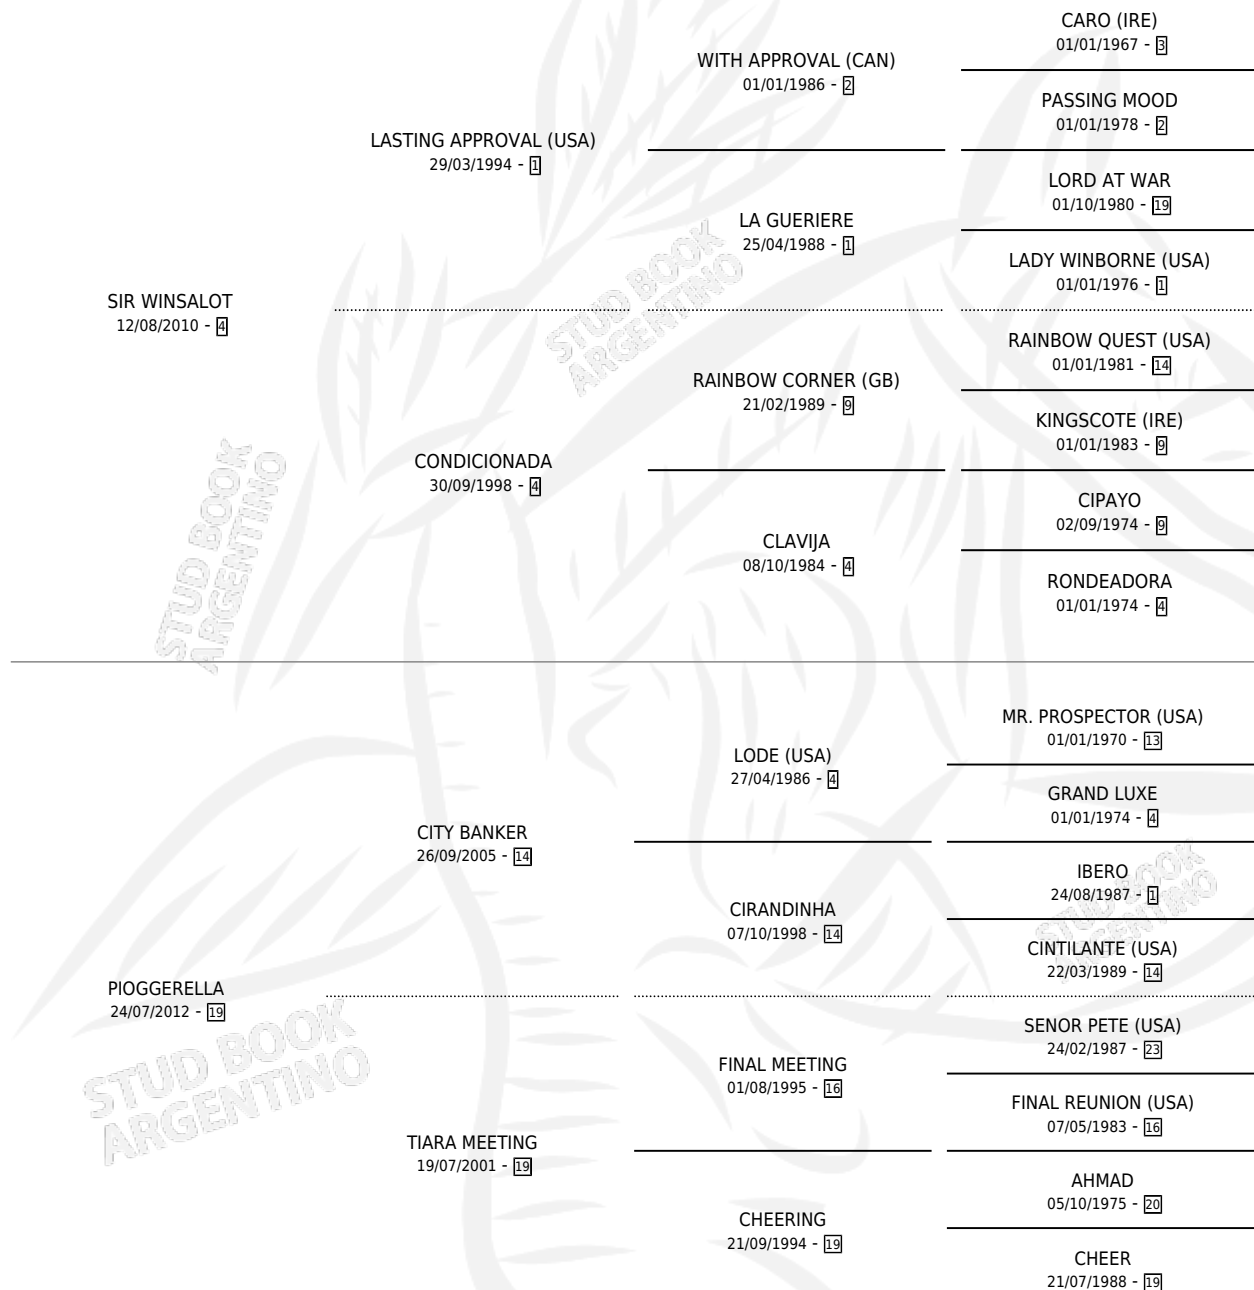 CARO (IRE)
01/01/1967 - 3
WITH APPROVAL (CAN)
01/01/1986 - 2
PASSING MOOD
01/01/1978 - 2
LASTING APPROVAL (USA)
29/03/1994 - 1
LORD AT WAR
01/10/1980 - 19
LA GUERIERE
25/04/1988 - 1
LADY WINBORNE (USA)
01/01/1976 - 1
SIR WINSALOT
12/08/2010 - 4
STUD BOOK
ARGENTINO
RAINBOW QUEST (USA)
01/01/1981 - 14
RAINBOW CORNER (GB)
21/02/1989 - 9
KINGSCOTE (IRE)
01/01/1983 - 9
CONDICIONADA
30/09/1998 - 4
CIPAYO
02/09/1974 - 9
CLAVIJA
08/10/1984 - 4
RONDEADORA
01/01/1974 - 4
STUD BOOK
ARGENTINO
MR. PROSPECTOR (USA)
01/01/1970 - 13
LODE (USA)
27/04/1986 - 4
GRAND LUXE
01/01/1974 - 4
CITY BANKER
26/09/2005 - 14
IBERO
24/08/1987 - 1
CIRANDINHA
07/10/1998 - 14
CINTILANTE (USA)
22/03/1989 - 14
STUD BOOK
ARGENTINO
PIOGGERELLA
24/07/2012 - 19
SENOR PETE (USA)
24/02/1987 - 23
FINAL MEETING
01/08/1995 - 16
FINAL REUNION (USA)
07/05/1983 - 16
STUD BOOK
ARGENTINO
TIARA MEETING
19/07/2001 - 19
AHMAD
05/10/1975 - 20
CHEERING
21/09/1994 - 19
CHEER
21/07/1988 - 19